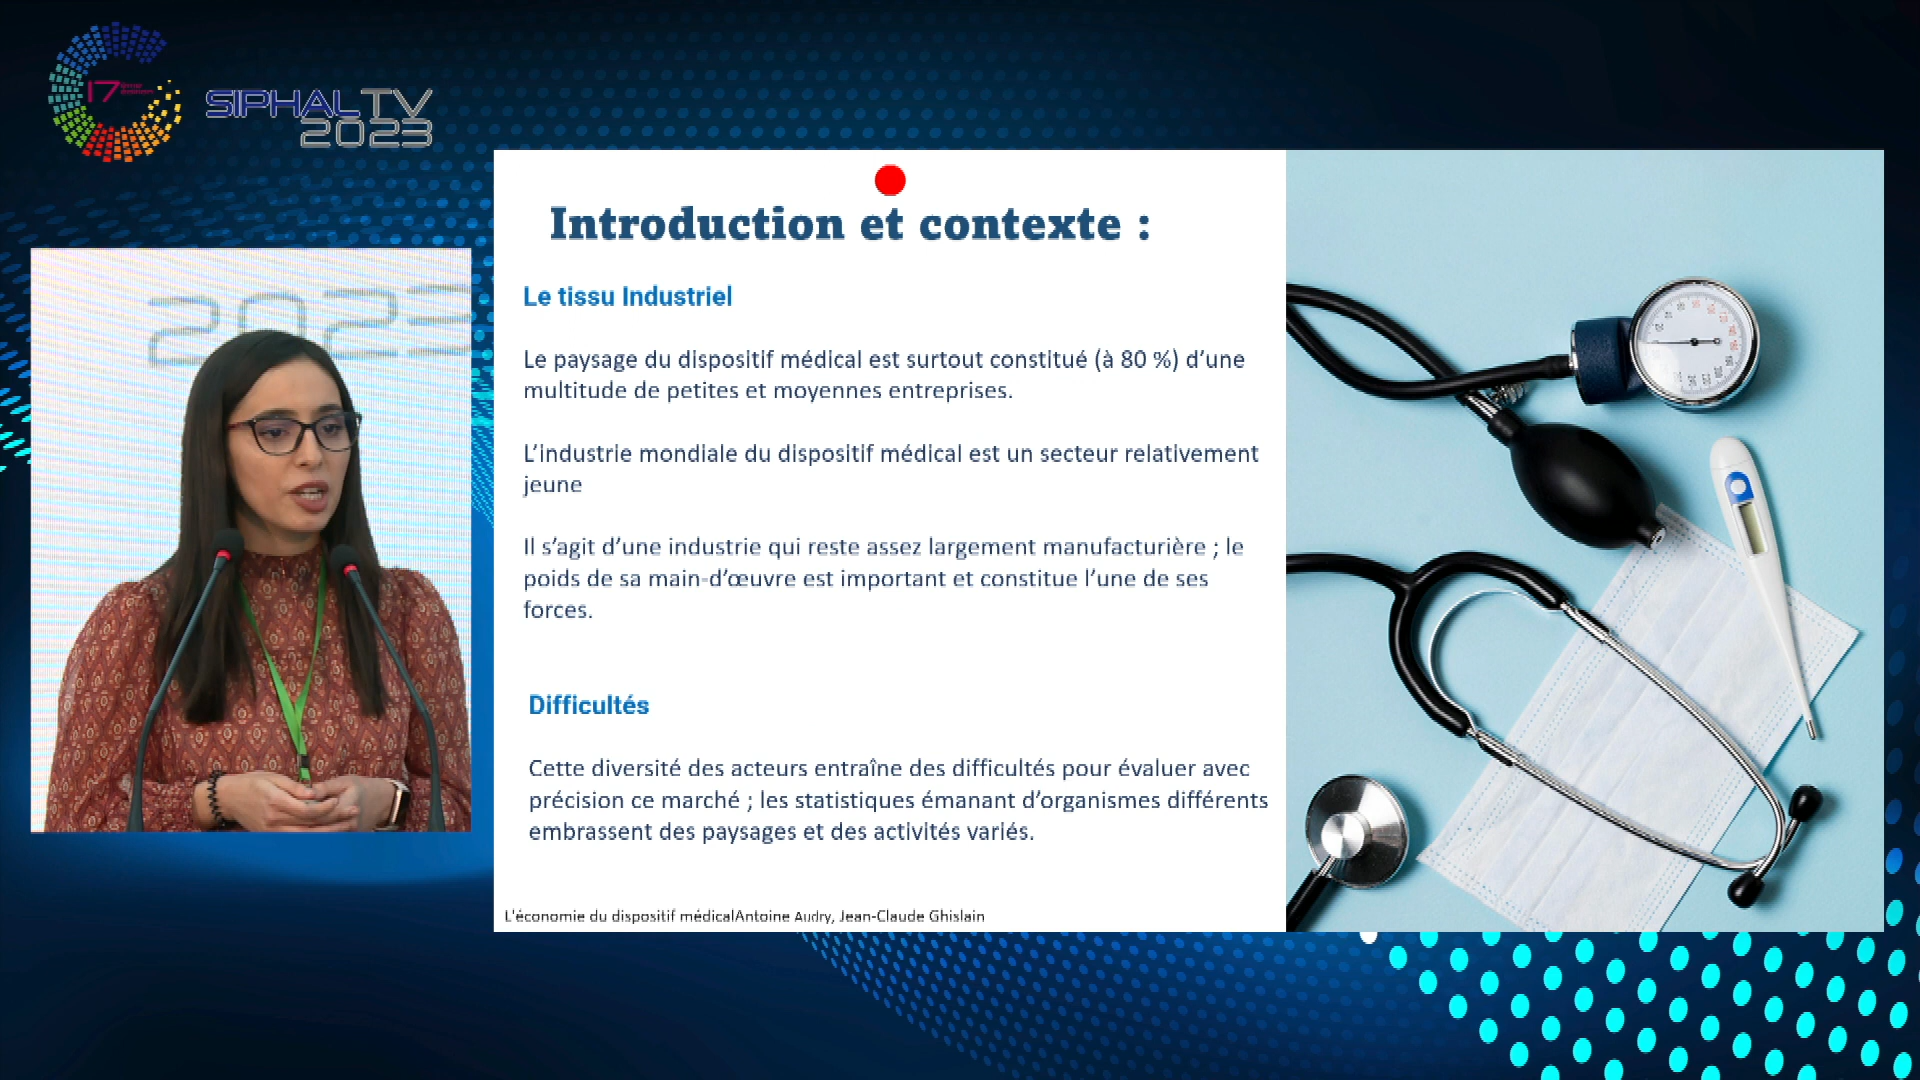 17ème
édition
SIPHAL TV
2023
2023
Introduction et contexte :
Le tissu Industriel
Le paysage du dispositif médical est surtout constitué (à 80 %) d’une
multitude de petites et moyennes entreprises.
L’industrie mondiale du dispositif médical est un secteur relativement
jeune
Il s’agit d’une industrie qui reste assez largement manufacturière ; le
poids de sa main-d’œuvre est important et constitue l’une de ses
forces.
Difficultés
Cette diversité des acteurs entraîne des difficultés pour évaluer avec
précision ce marché ; les statistiques émanant d’organismes différents
embrassent des paysages et des activités variés.
L'économie du dispositif médicalAntoine Audry, Jean-Claude Ghislain